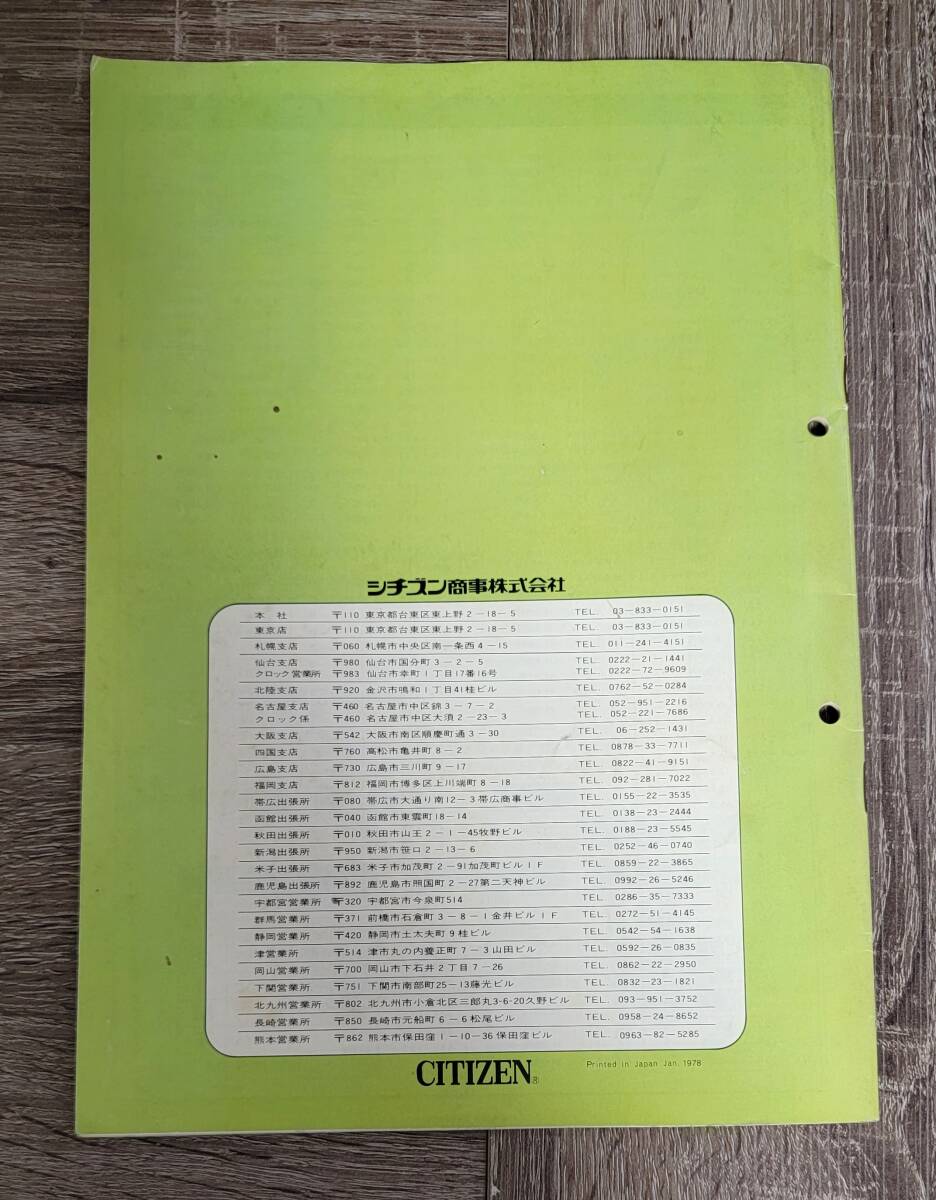 シチズン商事株式会社
本社 〒110 東京都台東区東上野2-18-5 TEL. 03-833-0151
東京店 〒110 東京都台東区東上野2-18-5 TEL. 03-833-0151
札幌支店 〒060 札幌市中央区南一条西4-15 TEL. 011-241-4151
仙台支店 〒980 仙台市国分町3-2-5 TEL. 0222-21-1441
クロック営業所 〒983 仙台市幸町1丁目17番16号 TEL. 0222-72-9609
北陸支店 〒920 金沢市鳴和1丁目41桂ビル TEL. 0762-52-0284
名古屋支店 〒460 名古屋市中区錦3-7-2 TEL. 052-951-2216
クロック係 〒460 名古屋市中区大須2-23-3 TEL. 052-221-7686
大阪支店 〒542 大阪市南区順慶町通3-30 TEL. 06-252-1431
四国支店 〒760 高松市亀井町8-2 TEL. 0878-33-7711
広島支店 〒730 広島市三川町9-17 TEL. 0822-41-9151
福岡支店 〒812 福岡市博多区上川端町8-18 TEL. 092-281-7022
帯広出張所 〒080 帯広市大通り南12-3帯広商事ビル TEL. 0155-22-3535
函館出張所 〒040 函館市東雲町18-14 TEL. 0138-23-2444
秋田出張所 〒010 秋田市山王2-1-45牧野ビル TEL. 0188-23-5545
新潟出張所 〒950 新潟市笹口2-13-6 TEL. 0252-46-0740
米子出張所 〒683 米子市加茂町2-91加茂町ビル1F TEL. 0859-22-3865
鹿児島出張所 〒892 鹿児島市照国町2-27第二天神ビル TEL. 0992-26-5246
宇都宮営業所 〒320 宇都宮市今泉町514 TEL. 0286-35-7333
群馬営業所 〒371 前橋市石倉町3-8-1金井ビル1F TEL. 0272-51-4145
静岡営業所 〒420 静岡市土太夫町9桂ビル TEL. 0542-54-1638
津営業所 〒514 津市丸の内養正町7-3山田ビル TEL. 0592-26-0835
岡山営業所 〒700 岡山市下石井2丁目7-26 TEL. 0862-22-2950
下関営業所 〒751 下関市南部町25-13藤光ビル TEL. 0832-23-1821
北九州営業所 〒802 北九州市小倉北区三郎丸3-6-20久野ビル TEL. 093-951-3752
長崎営業所 〒850 長崎市元船町6-6松尾ビル TEL. 0958-24-8652
熊本営業所 〒862 熊本市保田窪1-10-36保田窪ビル TEL. 0963-82-5285
CITIZEN®
Printed in Japan Jan. 1978